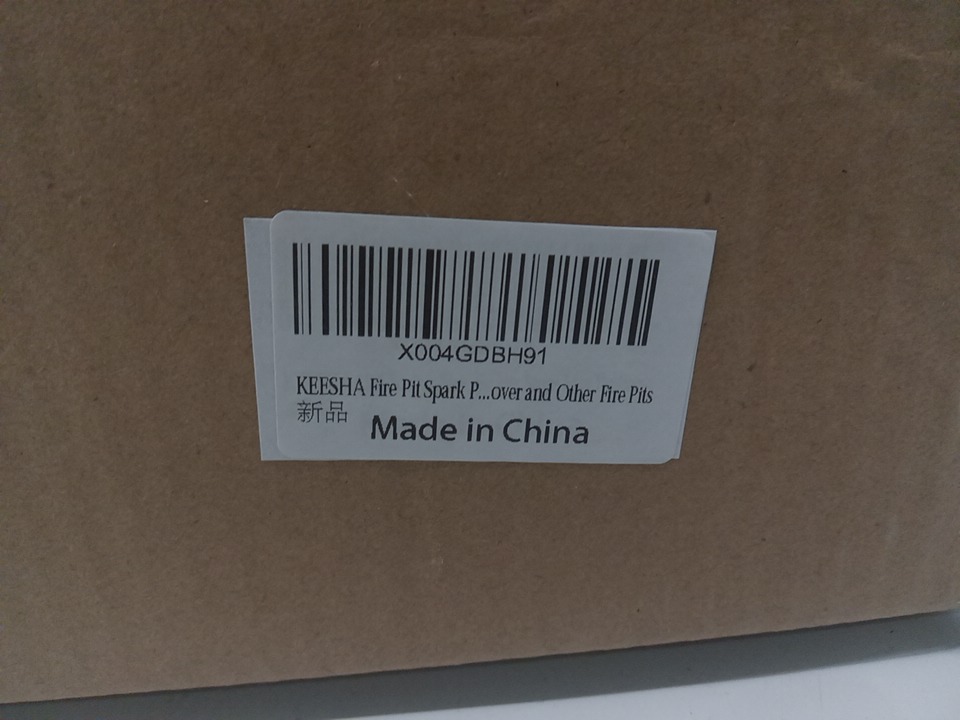 X004GDBH91
KEESHA Fire Pit Spark P...over and Other Fire Pits
新品
Made in China